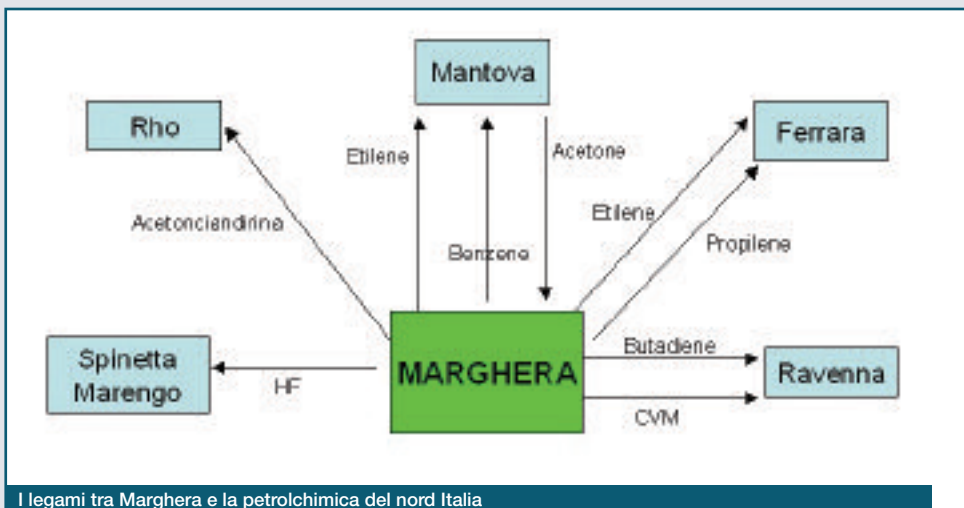 Mantova
Rho
Ferrara
Etilene
Acetone
Acetonciandirina
Etilene
Benzene
Propilene
Spinetta
Marengo
HF
MARGHERA
Butadiene
CVM
Ravenna
I legami tra Marghera e la petrolchimica del nord Italia